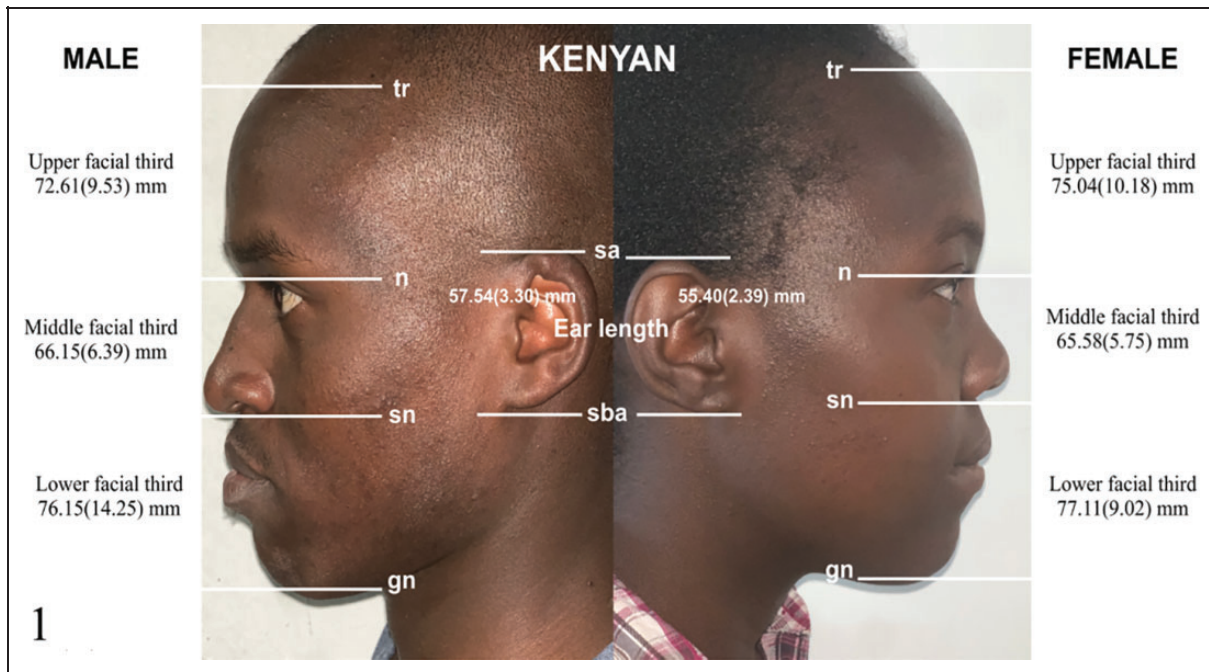 MALE
KENYAN
FEMALE
tr
tr
Upper facial third
72.61(9.53) mm
Upper facial third
75.04(10.18) mm
sa
n
n
57.54(3.30) mm
55.40(2.39) mm
Ear length
Middle facial third
66.15(6.39) mm
Middle facial third
65.58(5.75) mm
sn
sba
sn
Lower facial third
76.15(14.25) mm
Lower facial third
77.11(9.02) mm
gn
gn
1